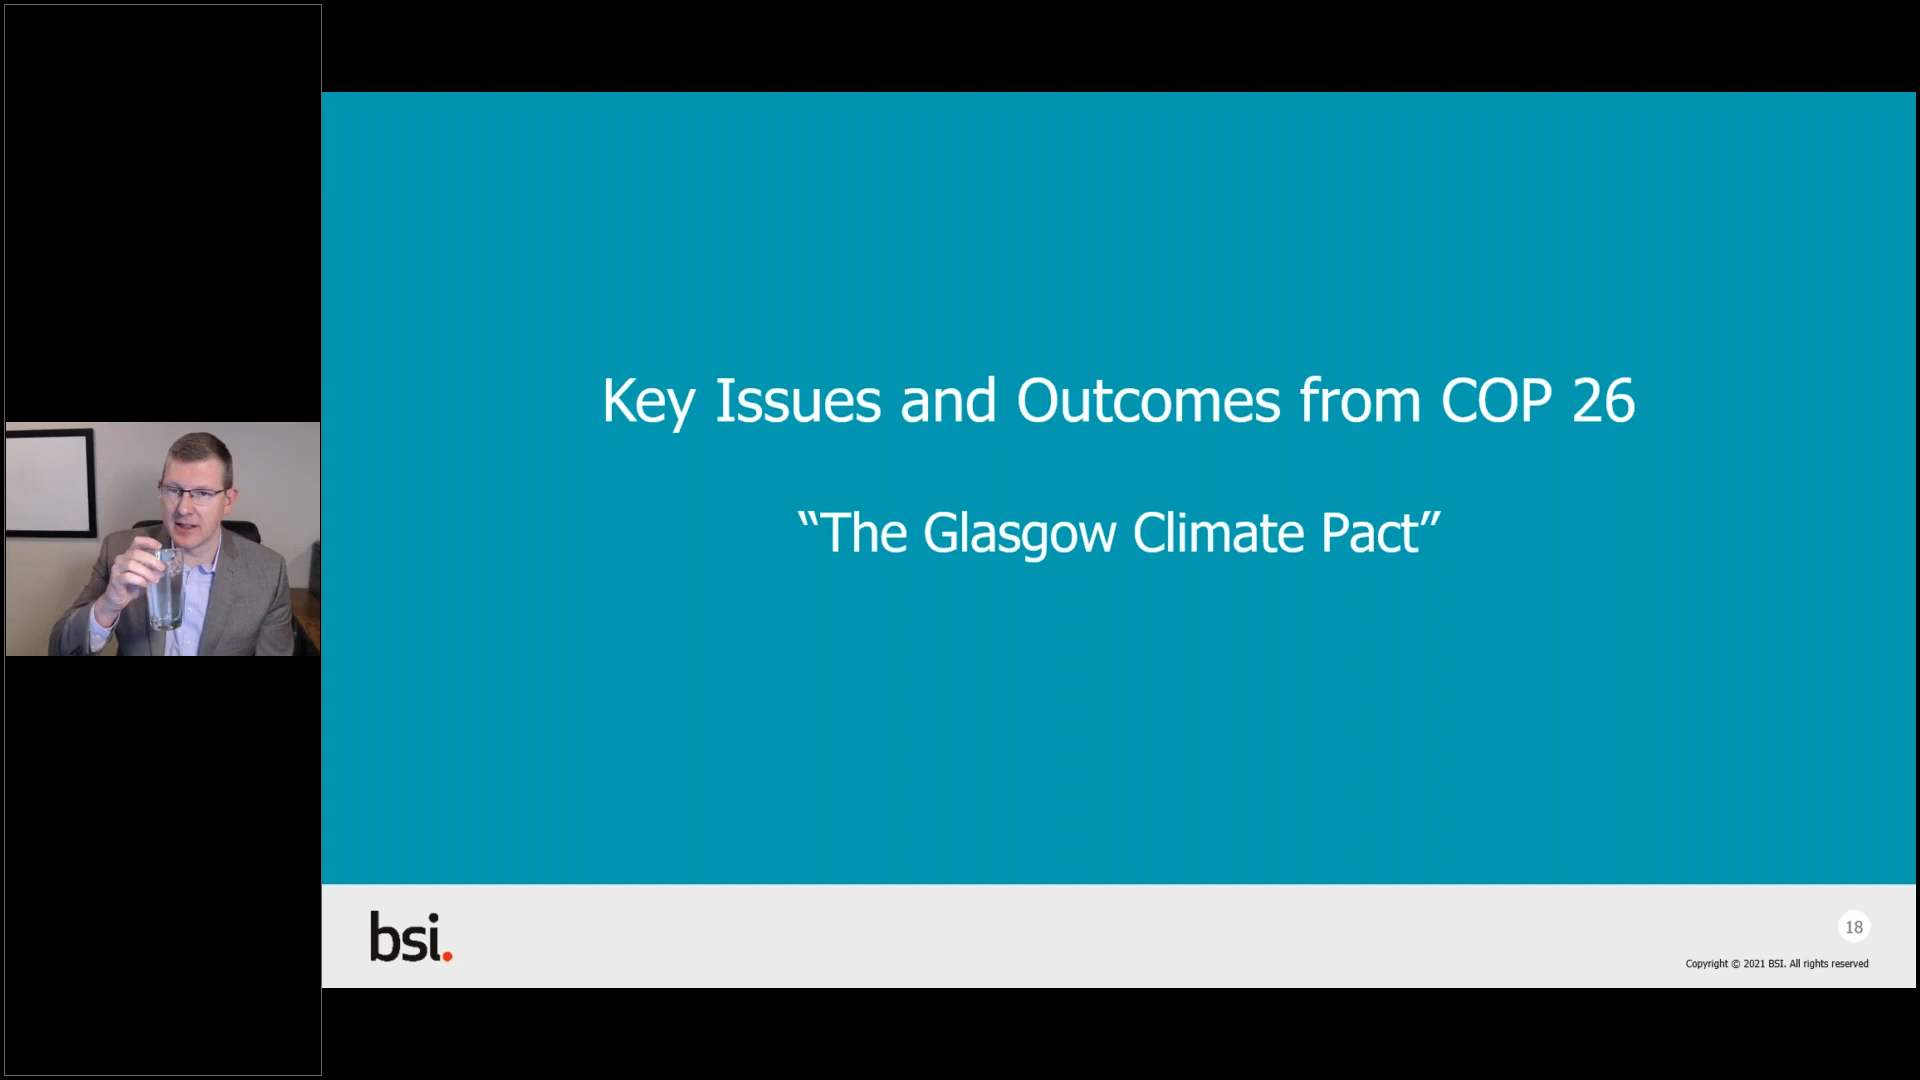 Key Issues and Outcomes from COP 26
“The Glasgow Climate Pact”
bsi.
18
Copyright © 2021 BSI. All rights reserved